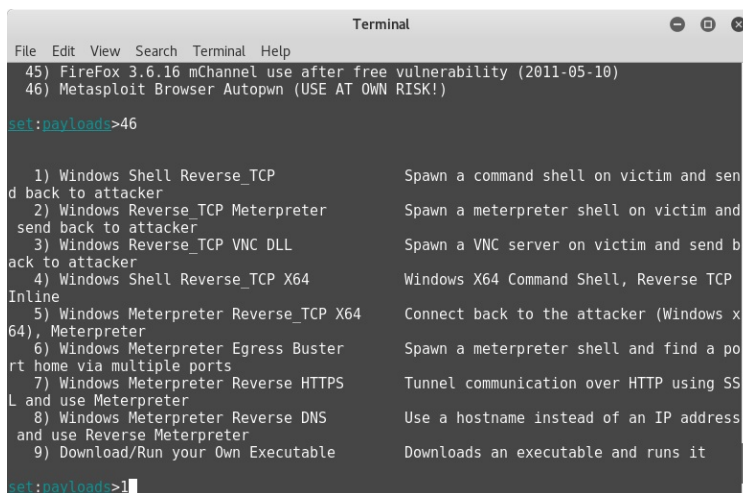 Terminal
File Edit View Search Terminal Help
45) FireFox 3.6.16 mChannel use after free vulnerability (2011-05-10)
46) Metasploit Browser Autopwn (USE AT OWN RISK!)
set:payloads>46
1) Windows Shell Reverse_TCP Spawn a command shell on victim and sen
d back to attacker
2) Windows Reverse_TCP Meterpreter Spawn a meterpreter shell on victim and
send back to attacker
3) Windows Reverse_TCP VNC DLL Spawn a VNC server on victim and send b
ack to attacker
4) Windows Shell Reverse_TCP X64 Windows X64 Command Shell, Reverse TCP
Inline
5) Windows Meterpreter Reverse_TCP X64 Connect back to the attacker (Windows x
64), Meterpreter
6) Windows Meterpreter Egress Buster Spawn a meterpreter shell and find a po
rt home via multiple ports
7) Windows Meterpreter Reverse HTTPS Tunnel communication over HTTP using SS
L and use Meterpreter
8) Windows Meterpreter Reverse DNS Use a hostname instead of an IP address
and use Reverse Meterpreter
9) Download/Run your Own Executable Downloads an executable and runs it
set:payloads>1